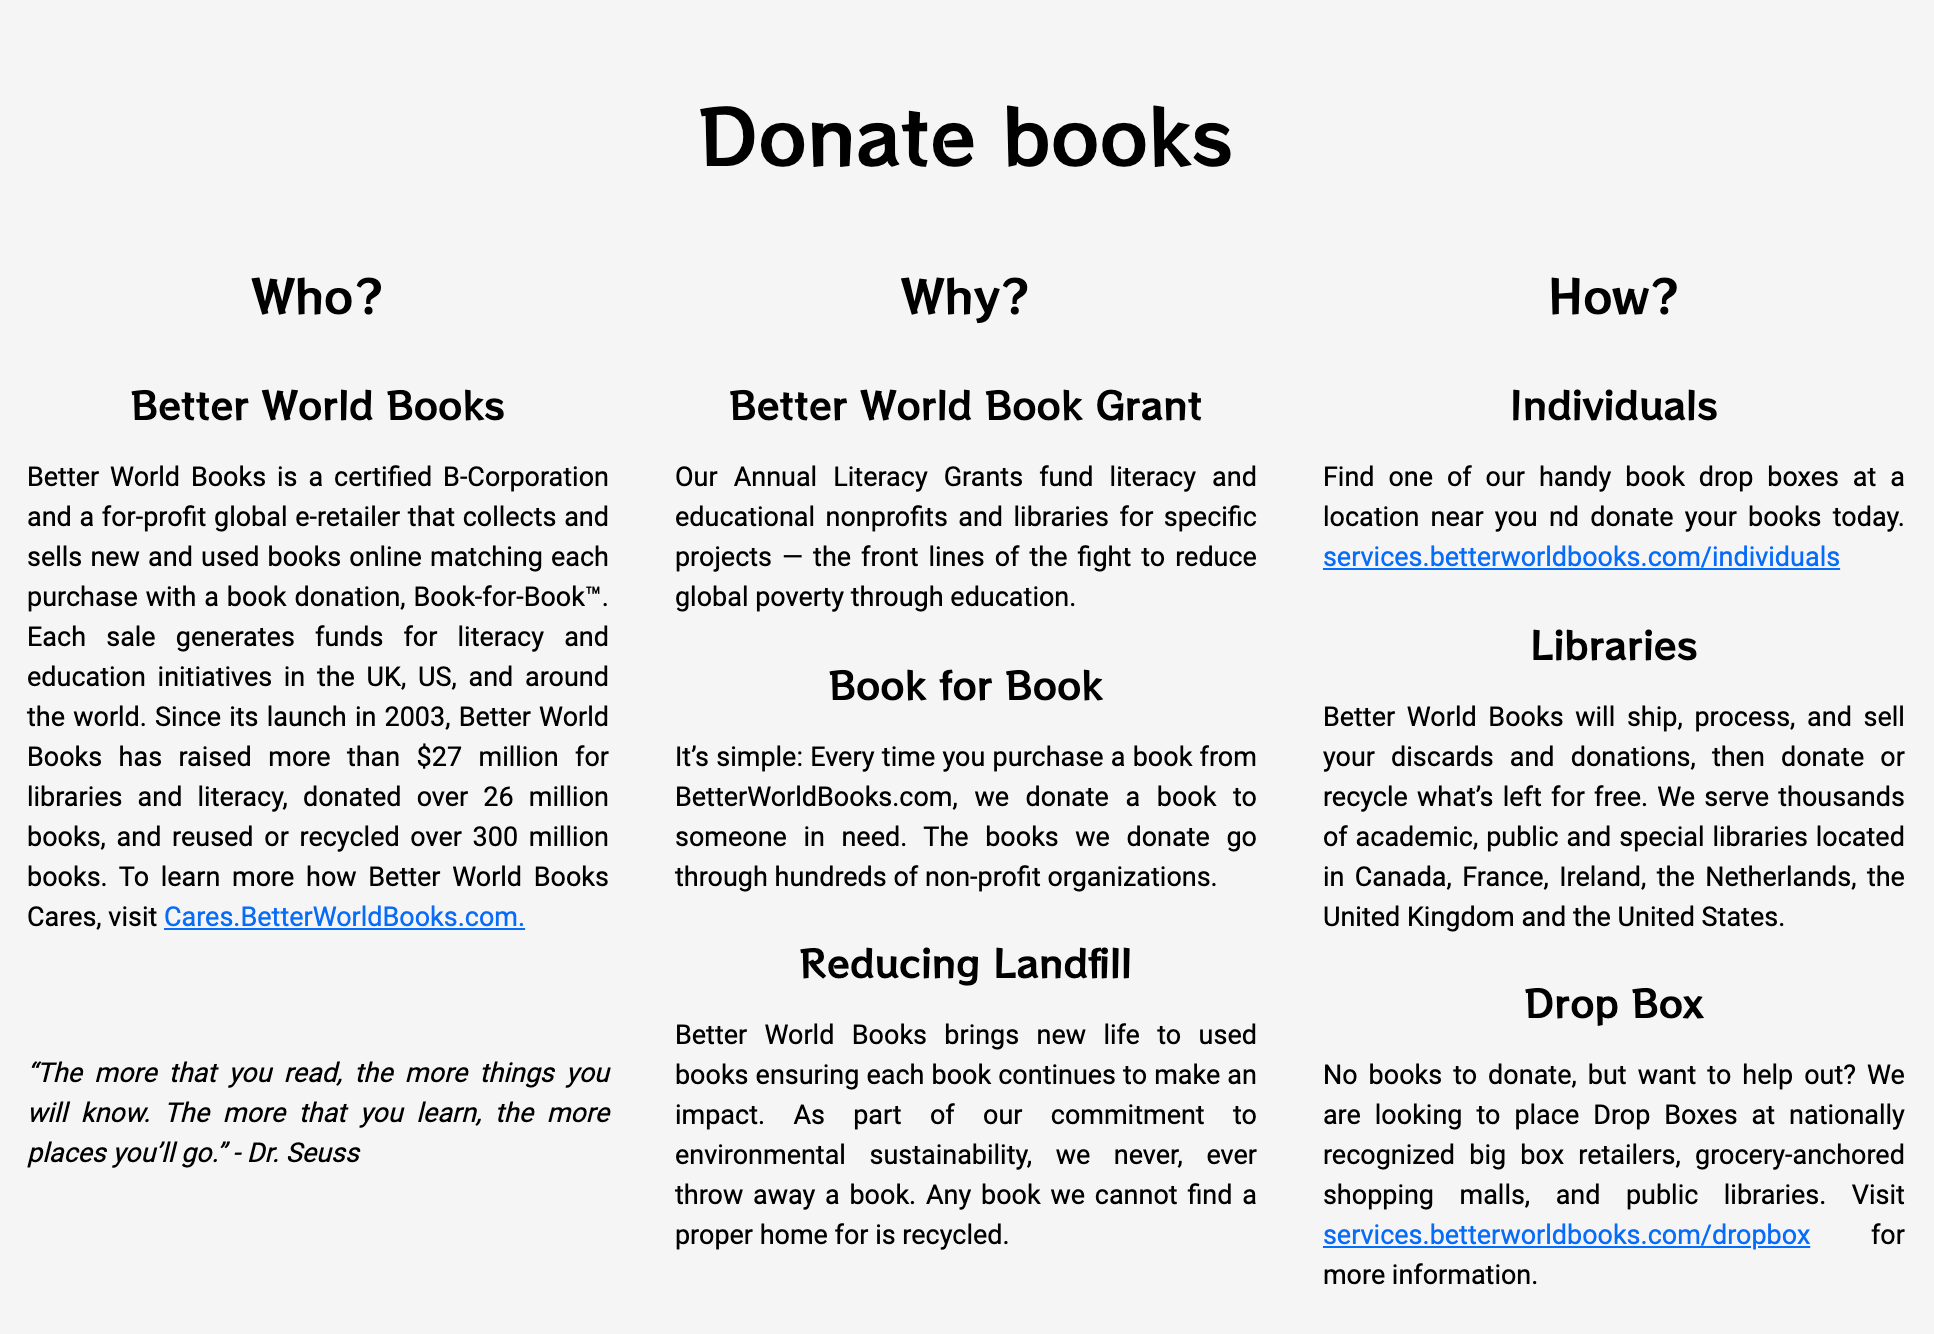 Donate books
Who?
Better World Books
Better World Books is a certified B-Corporation
and a for-profit global e-retailer that collects and
sells new and used books online matching each
purchase with a book donation, Book-for-Book™.
Each sale generates funds for literacy and
education initiatives in the UK, US, and around
the world. Since its launch in 2003, Better World
Books has raised more than $27 million for
libraries and literacy, donated over 26 million
books, and reused or recycled over 300 million
books. To learn more how Better World Books
Cares, visit Cares.BetterWorldBooks.com.
“The more that you read, the more things you
will know. The more that you learn, the more
places you’ll go.” - Dr. Seuss
Why?
Better World Book Grant
Our Annual Literacy Grants fund literacy and
educational nonprofits and libraries for specific
projects — the front lines of the fight to reduce
global poverty through education.
Book for Book
It’s simple: Every time you purchase a book from
BetterWorldBooks.com, we donate a book to
someone in need. The books we donate go
through hundreds of non-profit organizations.
Reducing Landfill
Better World Books brings new life to used
books ensuring each book continues to make an
impact. As part of our commitment to
environmental sustainability, we never, ever
throw away a book. Any book we cannot find a
proper home for is recycled.
How?
Individuals
Find one of our handy book drop boxes at a
location near you nd donate your books today.
services.betterworldbooks.com/individuals
Libraries
Better World Books will ship, process, and sell
your discards and donations, then donate or
recycle what’s left for free. We serve thousands
of academic, public and special libraries located
in Canada, France, Ireland, the Netherlands, the
United Kingdom and the United States.
Drop Box
No books to donate, but want to help out? We
are looking to place Drop Boxes at nationally
recognized big box retailers, grocery-anchored
shopping malls, and public libraries. Visit
services.betterworldbooks.com/dropbox for
more information.